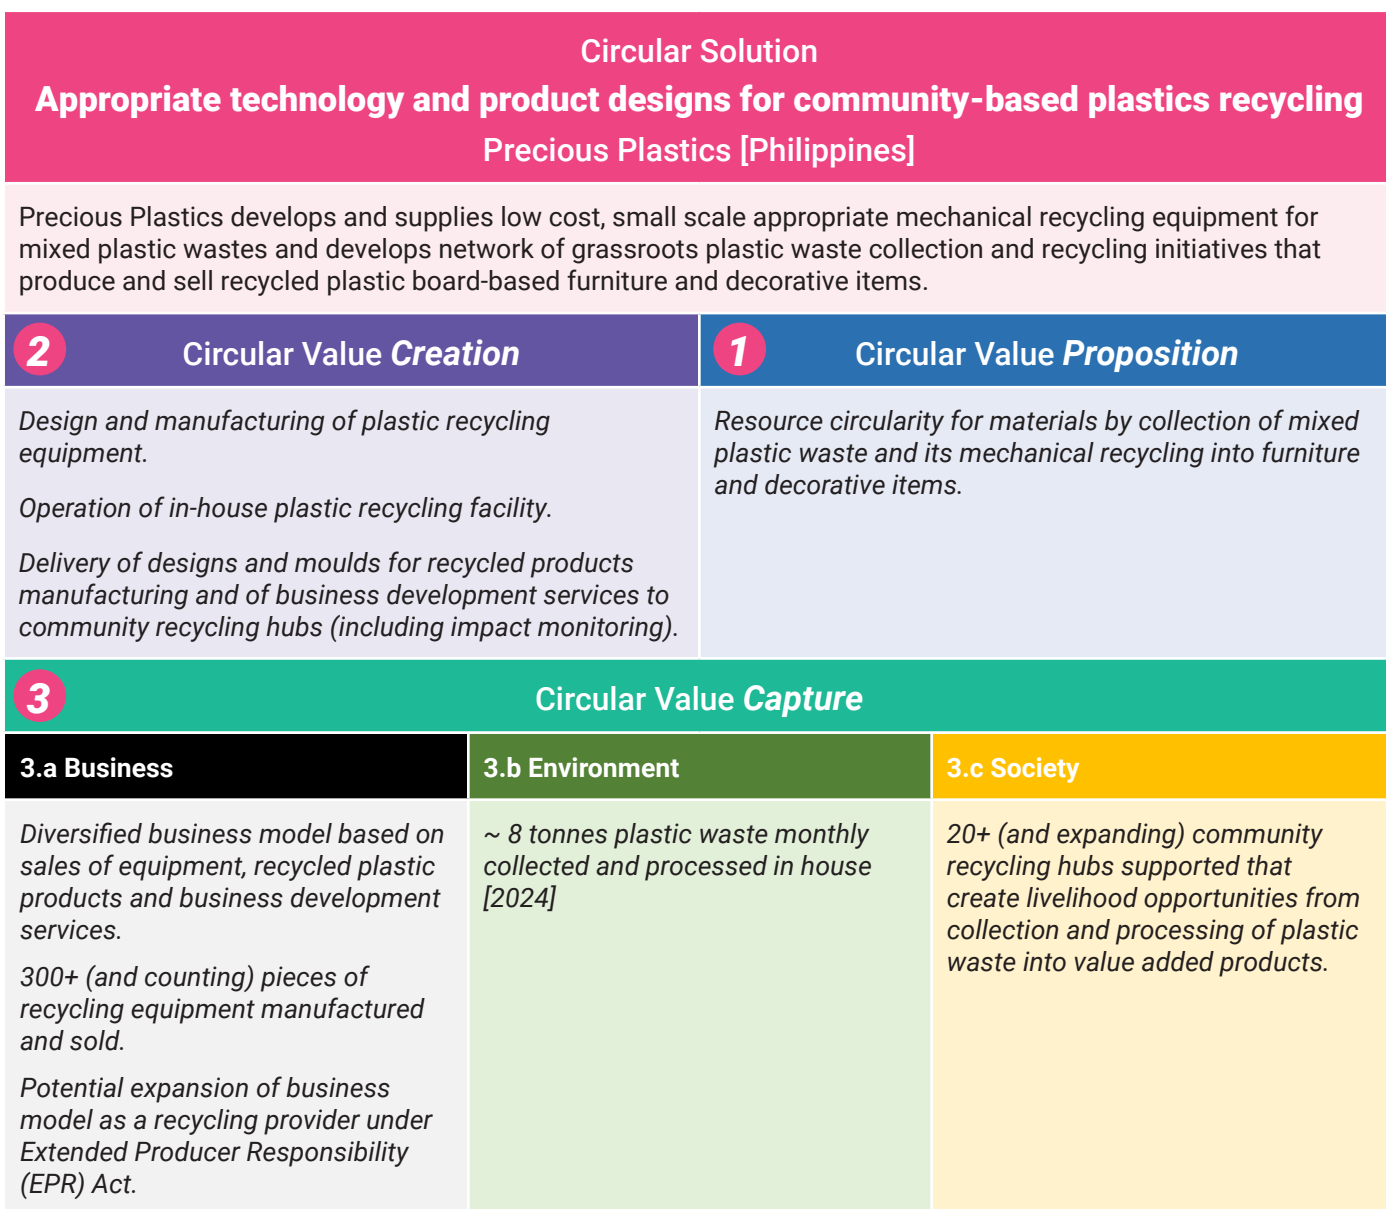 Circular Solution
Appropriate technology and product designs for community-based plastics recycling
Precious Plastics [Philippines]
Precious Plastics develops and supplies low cost, small scale appropriate mechanical recycling equipment for
mixed plastic wastes and develops network of grassroots plastic waste collection and recycling initiatives that
produce and sell recycled plastic board-based furniture and decorative items.
2
Circular Value Creation
Design and manufacturing of plastic recycling
equipment.
Operation of in-house plastic recycling facility.
Delivery of designs and moulds for recycled products
manufacturing and of business development services to
community recycling hubs (including impact monitoring).
1
Circular Value Proposition
Resource circularity for materials by collection of mixed
plastic waste and its mechanical recycling into furniture
and decorative items.
3
Circular Value Capture
3.a Business
Diversified business model based on
sales of equipment, recycled plastic
products and business development
services.
300+ (and counting) pieces of
recycling equipment manufactured
and sold.
Potential expansion of business
model as a recycling provider under
Extended Producer Responsibility
(EPR) Act.
3.b Environment
~ 8 tonnes plastic waste monthly
collected and processed in house
[2024]
3.c Society
20+ (and expanding) community
recycling hubs supported that
create livelihood opportunities from
collection and processing of plastic
waste into value added products.